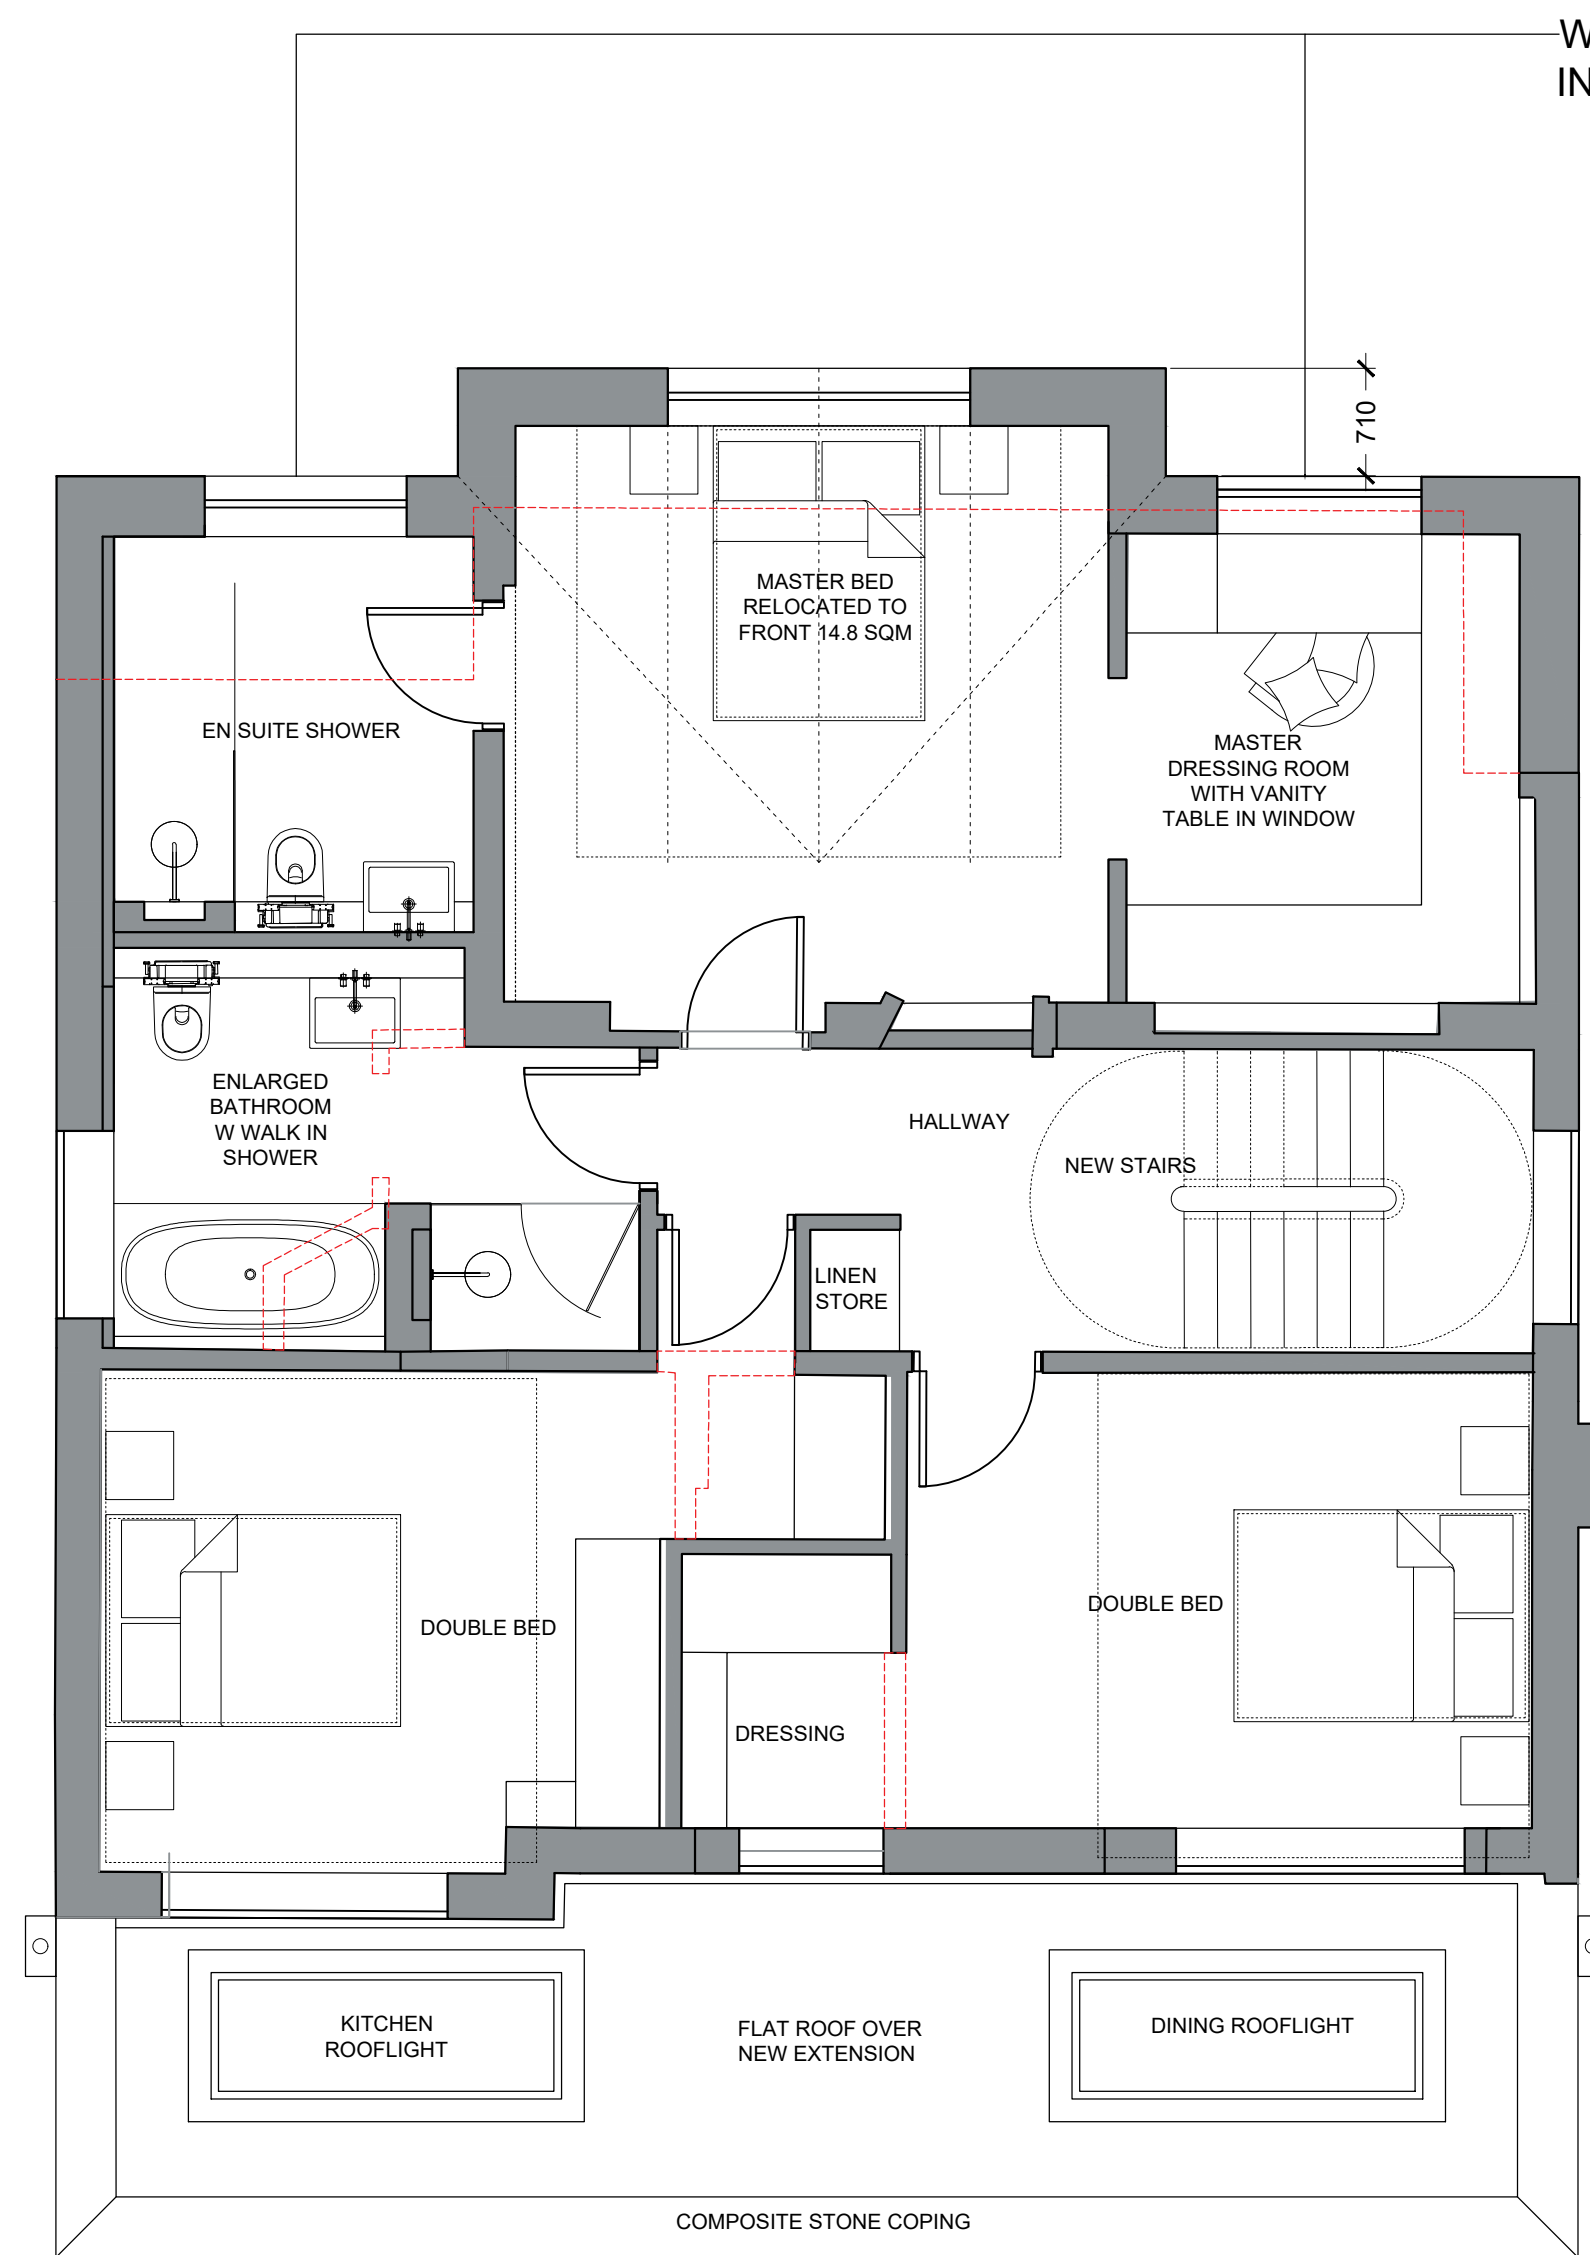 W
IN
710
MASTER BED
RELOCATED TO
FRONT 14.8 SQM
EN SUITE SHOWER
MASTER
DRESSING ROOM
WITH VANITY
TABLE IN WINDOW
ENLARGED
BATHROOM
W WALK IN
SHOWER
HALLWAY
NEW STAIRS
LINEN
STORE
DOUBLE BED
DOUBLE BED
DRESSING
KITCHEN
ROOFLIGHT
FLAT ROOF OVER
NEW EXTENSION
DINING ROOFLIGHT
COMPOSITE STONE COPING